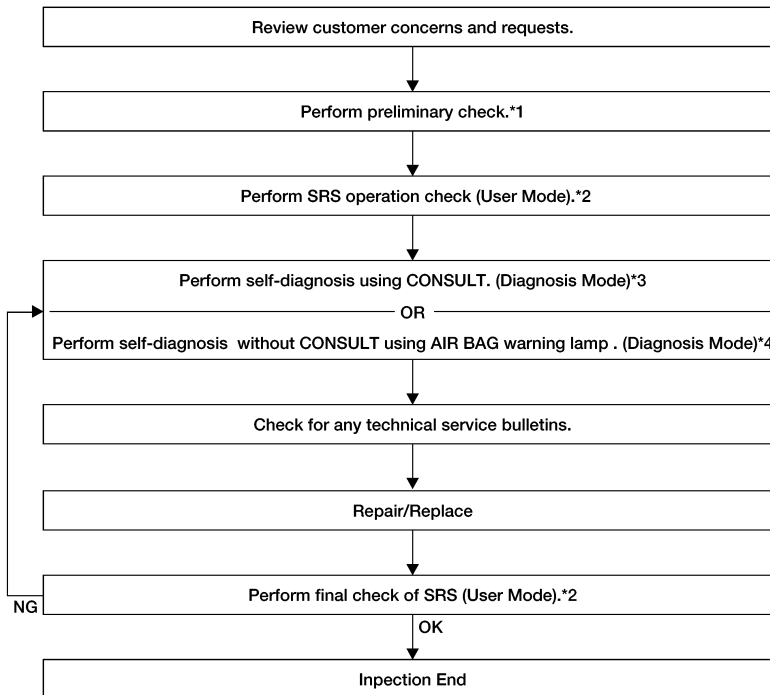 Review customer concerns and requests.
Perform preliminary check.*1
Perform SRS operation check (User Mode).*2
Perform self-diagnosis using CONSULT. (Diagnosis Mode)*3
OR
Perform self-diagnosis without CONSULT using AIR BAG warning lamp . (Diagnosis Mode)*4
Check for any technical service bulletins.
Repair/Replace
Perform final check of SRS (User Mode).*2
NG
OK
Inpection End